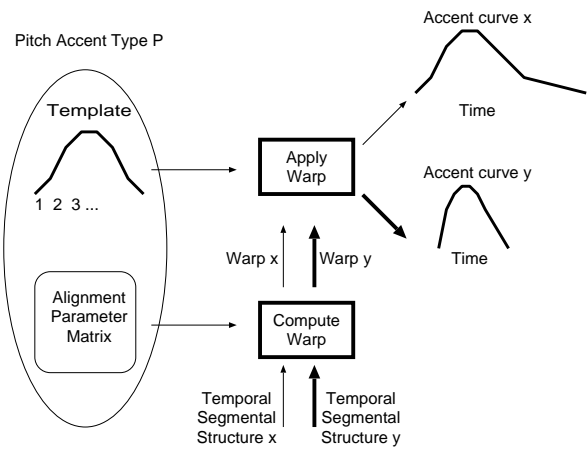 Pitch Accent Type P
Template
1 2 3 ...
Alignment
Parameter
Matrix
Apply
Warp
Warp x
Warp y
Compute
Warp
Temporal
Segmental
Structure x
Temporal
Segmental
Structure y
Accent curve x
Time
Accent curve y
Time